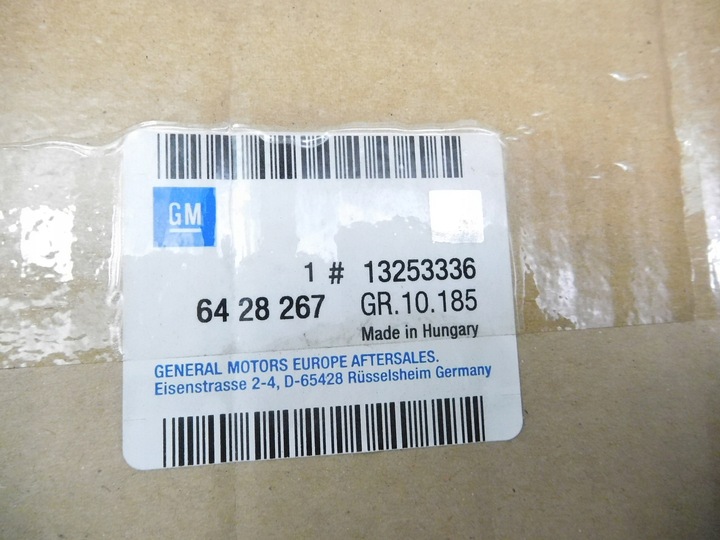 GM
1 # 13253336
64 28 267 GR.10.185
Made in Hungary
GENERAL MOTORS EUROPE AFTERSALES.
Eisenstrasse 2-4, D-65428 Rüsselsheim Germany